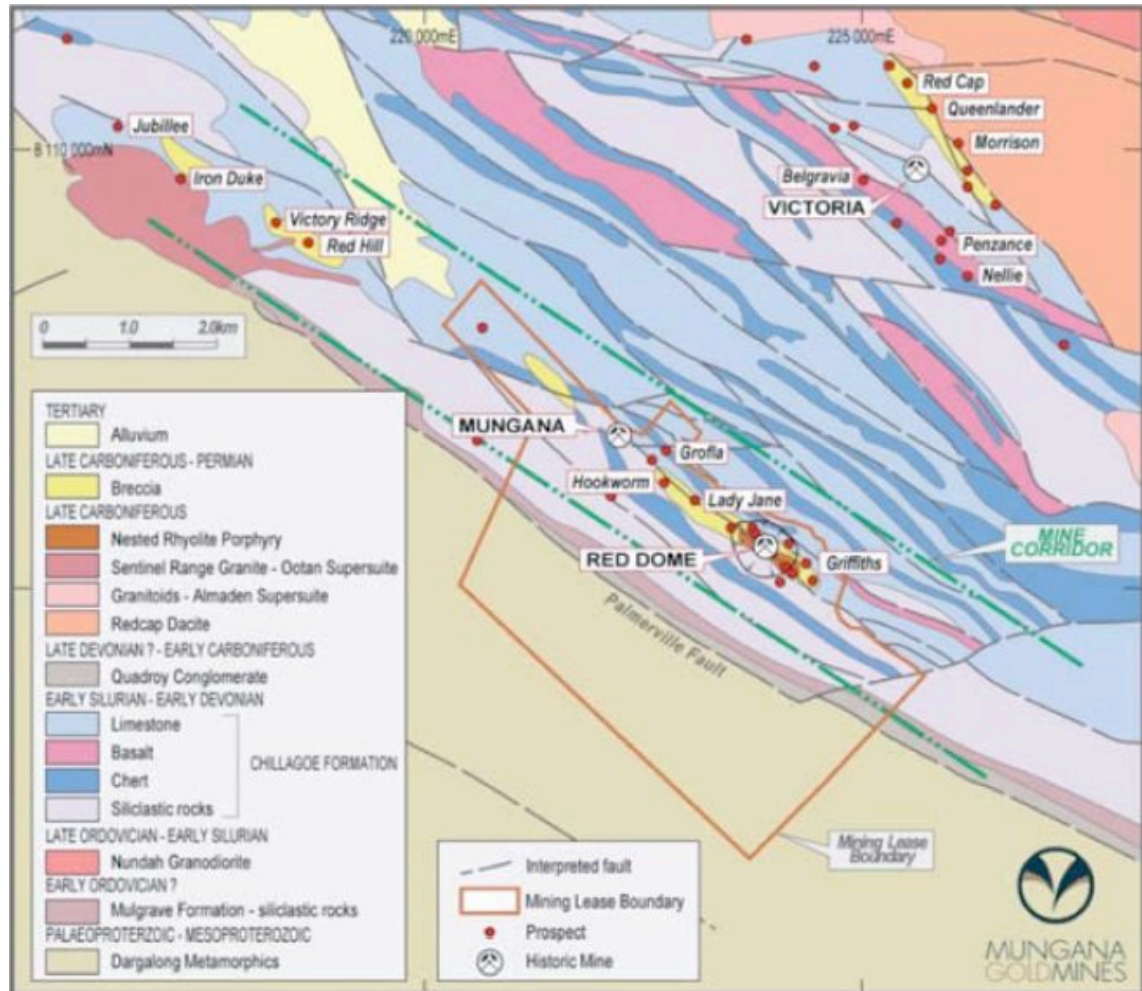 220 000mE
225 000mE
8 110 000mN
Red Cap
Queenlander
Morrison
Jubillee
Iron Duke
Belgravia
VICTORIA
Victory Ridge
Red Hill
Penzance
Nellie
0 1.0 2.0km
MUNGANA
Grofla
Hookworm
Lady Jane
RED DOME
Griffiths
MINE
CORRIDOR
Palmerville Fault
Mining Lease
Boundary
TERTIARY
Alluvium
LATE CARBONIFEROUS - PERMIAN
Breccia
LATE CARBONIFEROUS
Nested Rhyolite Porphyry
Sentinel Range Granite - Ootan Supersuite
Granitoids - Almaden Supersuite
Redcap Dacite
LATE DEVONIAN ? - EARLY CARBONIFEROUS
Quadroy Conglomerate
EARLY SILURIAN - EARLY DEVONIAN
Limestone
Basalt
CHILLAGOE FORMATION
Chert
Siliclastic rocks
LATE ORDOVICIAN - EARLY SILURIAN
Nundah Granodiorite
EARLY ORDOVICIAN ?
Mulgrave Formation - siliclastic rocks
PALAEOPROTERZOIC - MESOPROTEROZOIC
Dargalong Metamorphics
Interpreted fault
Mining Lease Boundary
Prospect
Historic Mine
MUNGANA
GOLDMINES